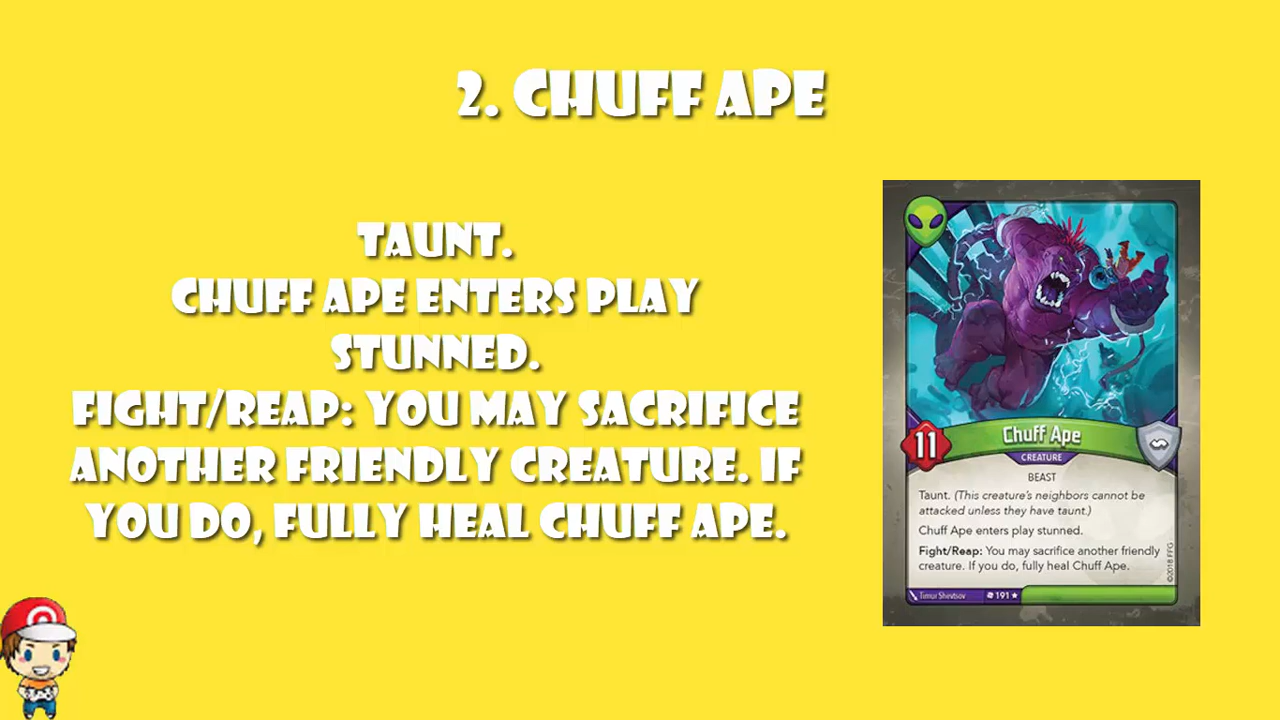 2. CHUFF APE
TAUNT.
CHUFF APE ENTERS PLAY
STUNNED.
FIGHT/REAP: YOU MAY SACRIFICE
ANOTHER FRIENDLY CREATURE. IF
YOU DO, FULLY HEAL CHUFF APE.
11
Chuff Ape
CREATURE
BEAST
Taunt. (This creature's neighbors cannot be
attacked unless they have taunt.)
Chuff Ape enters play stunned.
Fight/Reap: You may sacrifice another friendly
creature. If you do, fully heal Chuff Ape.
©2018 FFG
Timur Shevtsov
191